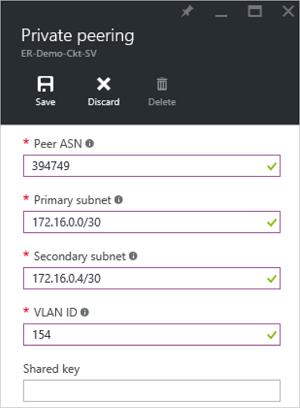 Private peering
ER-Demo-Ckt-SV
Save Discard Delete
* Peer ASN
394749
* Primary subnet
172.16.0.0/30
* Secondary subnet
172.16.0.4/30
* VLAN ID
154
Shared key